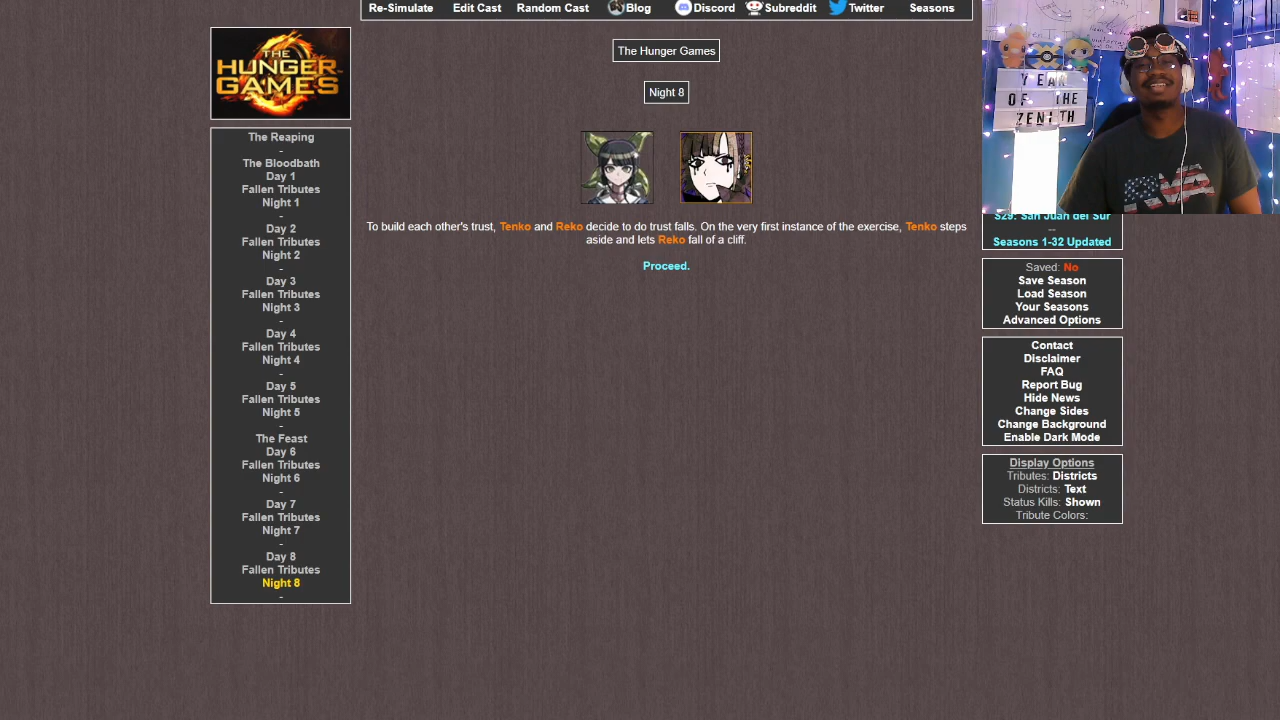 Re-Simulate Edit Cast Random Cast Blog Discord Subreddit Twitter Seasons
THE
HUNGER
GAMES
The Reaping
-
The Bloodbath
Day 1
Fallen Tributes
Night 1
-
Day 2
Fallen Tributes
Night 2
-
Day 3
Fallen Tributes
Night 3
-
Day 4
Fallen Tributes
Night 4
-
Day 5
Fallen Tributes
Night 5
-
The Feast
Day 6
Fallen Tributes
Night 6
-
Day 7
Fallen Tributes
Night 7
-
Day 8
Fallen Tributes
Night 8
-
The Hunger Games
Night 8
To build each other's trust, Tenko and Reko decide to do trust falls. On the very first instance of the exercise, Tenko steps
aside and lets Reko fall of a cliff.
Proceed.
YEAR
OF THE
ZENITH
S29: San Juan del Sur
--
Seasons 1-32 Updated
Saved: No
Save Season
Load Season
Your Seasons
Advanced Options
Contact
Disclaimer
FAQ
Report Bug
Hide News
Change Sides
Change Background
Enable Dark Mode
Display Options
Tributes: Districts
Districts: Text
Status Kills: Shown
Tribute Colors: